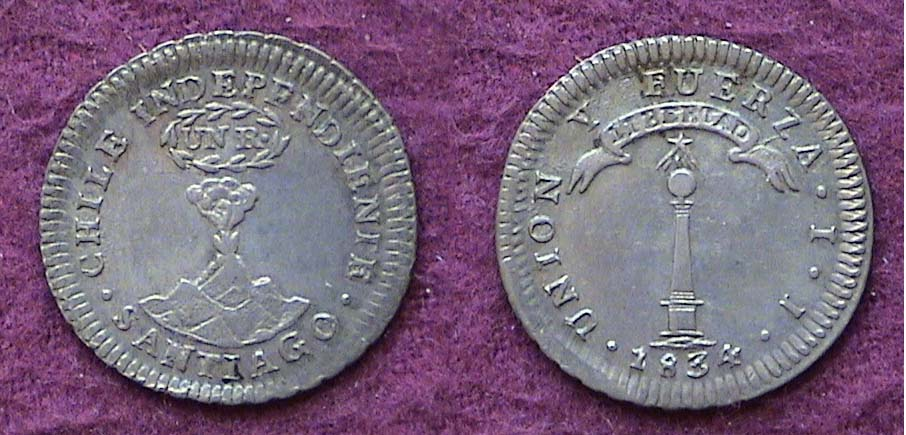 · CHILE INDEPENDIENTE ·
UN R.
SANTIAGO
UNION Y FUERZA · I · J ·
LIBERTAD
· 1834 ·